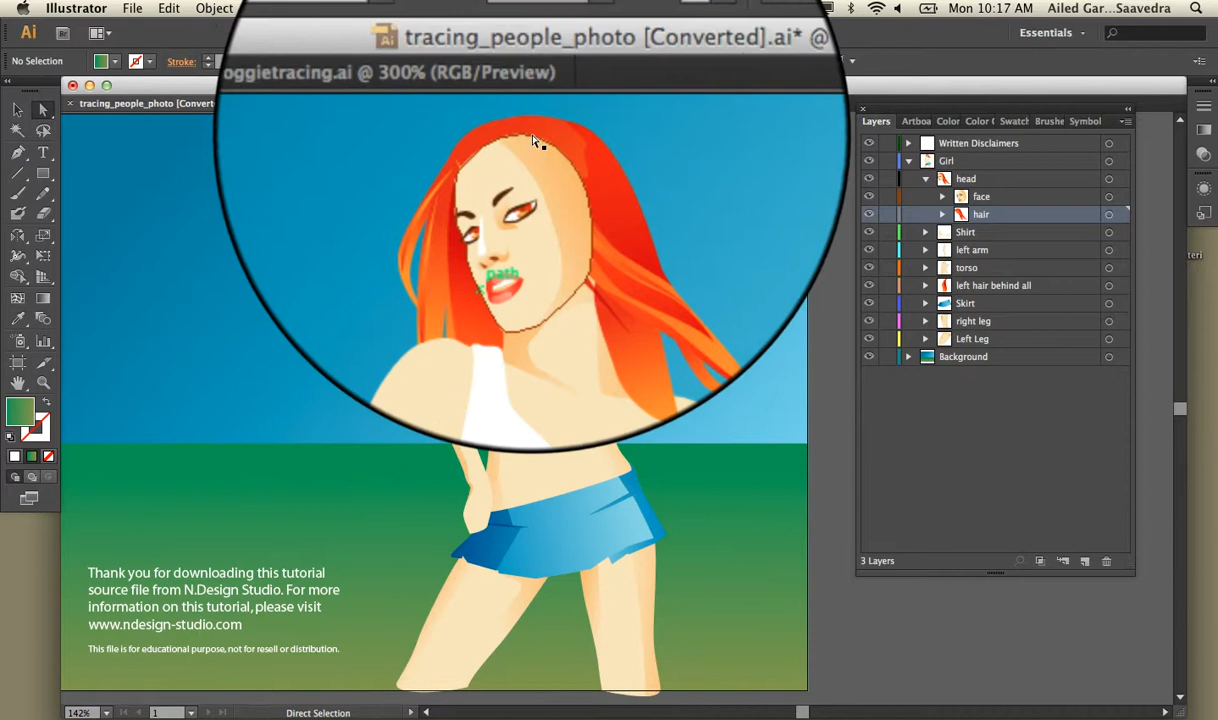 Illustrator File Edit Object
Mon 10:17 AM Ailed Gar...Saavedra
Ai Br Essentials
No Selection Stroke:
tracing_people_photo [Converted].ai* @
oggietracing.ai @ 300% (RGB/Preview)
tracing_people_photo [Convert
Layers Artboa Color Color Swatch Brushe Symbol
Written Disclaimers
Girl
head
face
hair
Shirt
left arm
torso
left hair behind all
Skirt
right leg
Left Leg
Background
path
teri
3 Layers
Thank you for downloading this tutorial
source file from N.Design Studio. For more
information on this tutorial, please visit
www.ndesign-studio.com
This file is for educational purpose, not for resell or distribution.
142% 1 Direct Selection